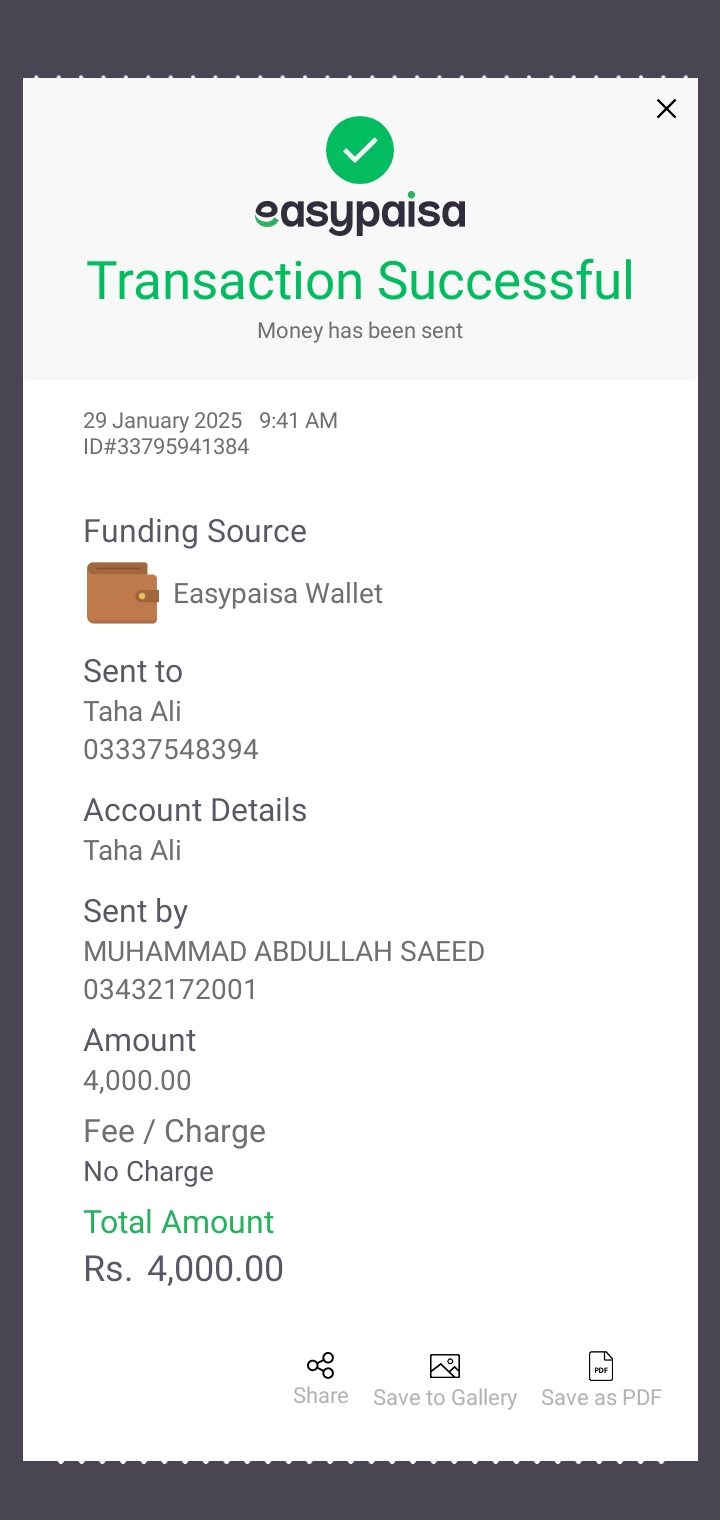 easypaisa
Transaction Successful
Money has been sent
29 January 2025 9:41 AM
ID#33795941384
Funding Source
Easypaisa Wallet
Sent to
Taha Ali
03337548394
Account Details
Taha Ali
Sent by
MUHAMMAD ABDULLAH SAEED
03432172001
Amount
4,000.00
Fee / Charge
No Charge
Total Amount
Rs. 4,000.00
PDF
Share Save to Gallery Save as PDF